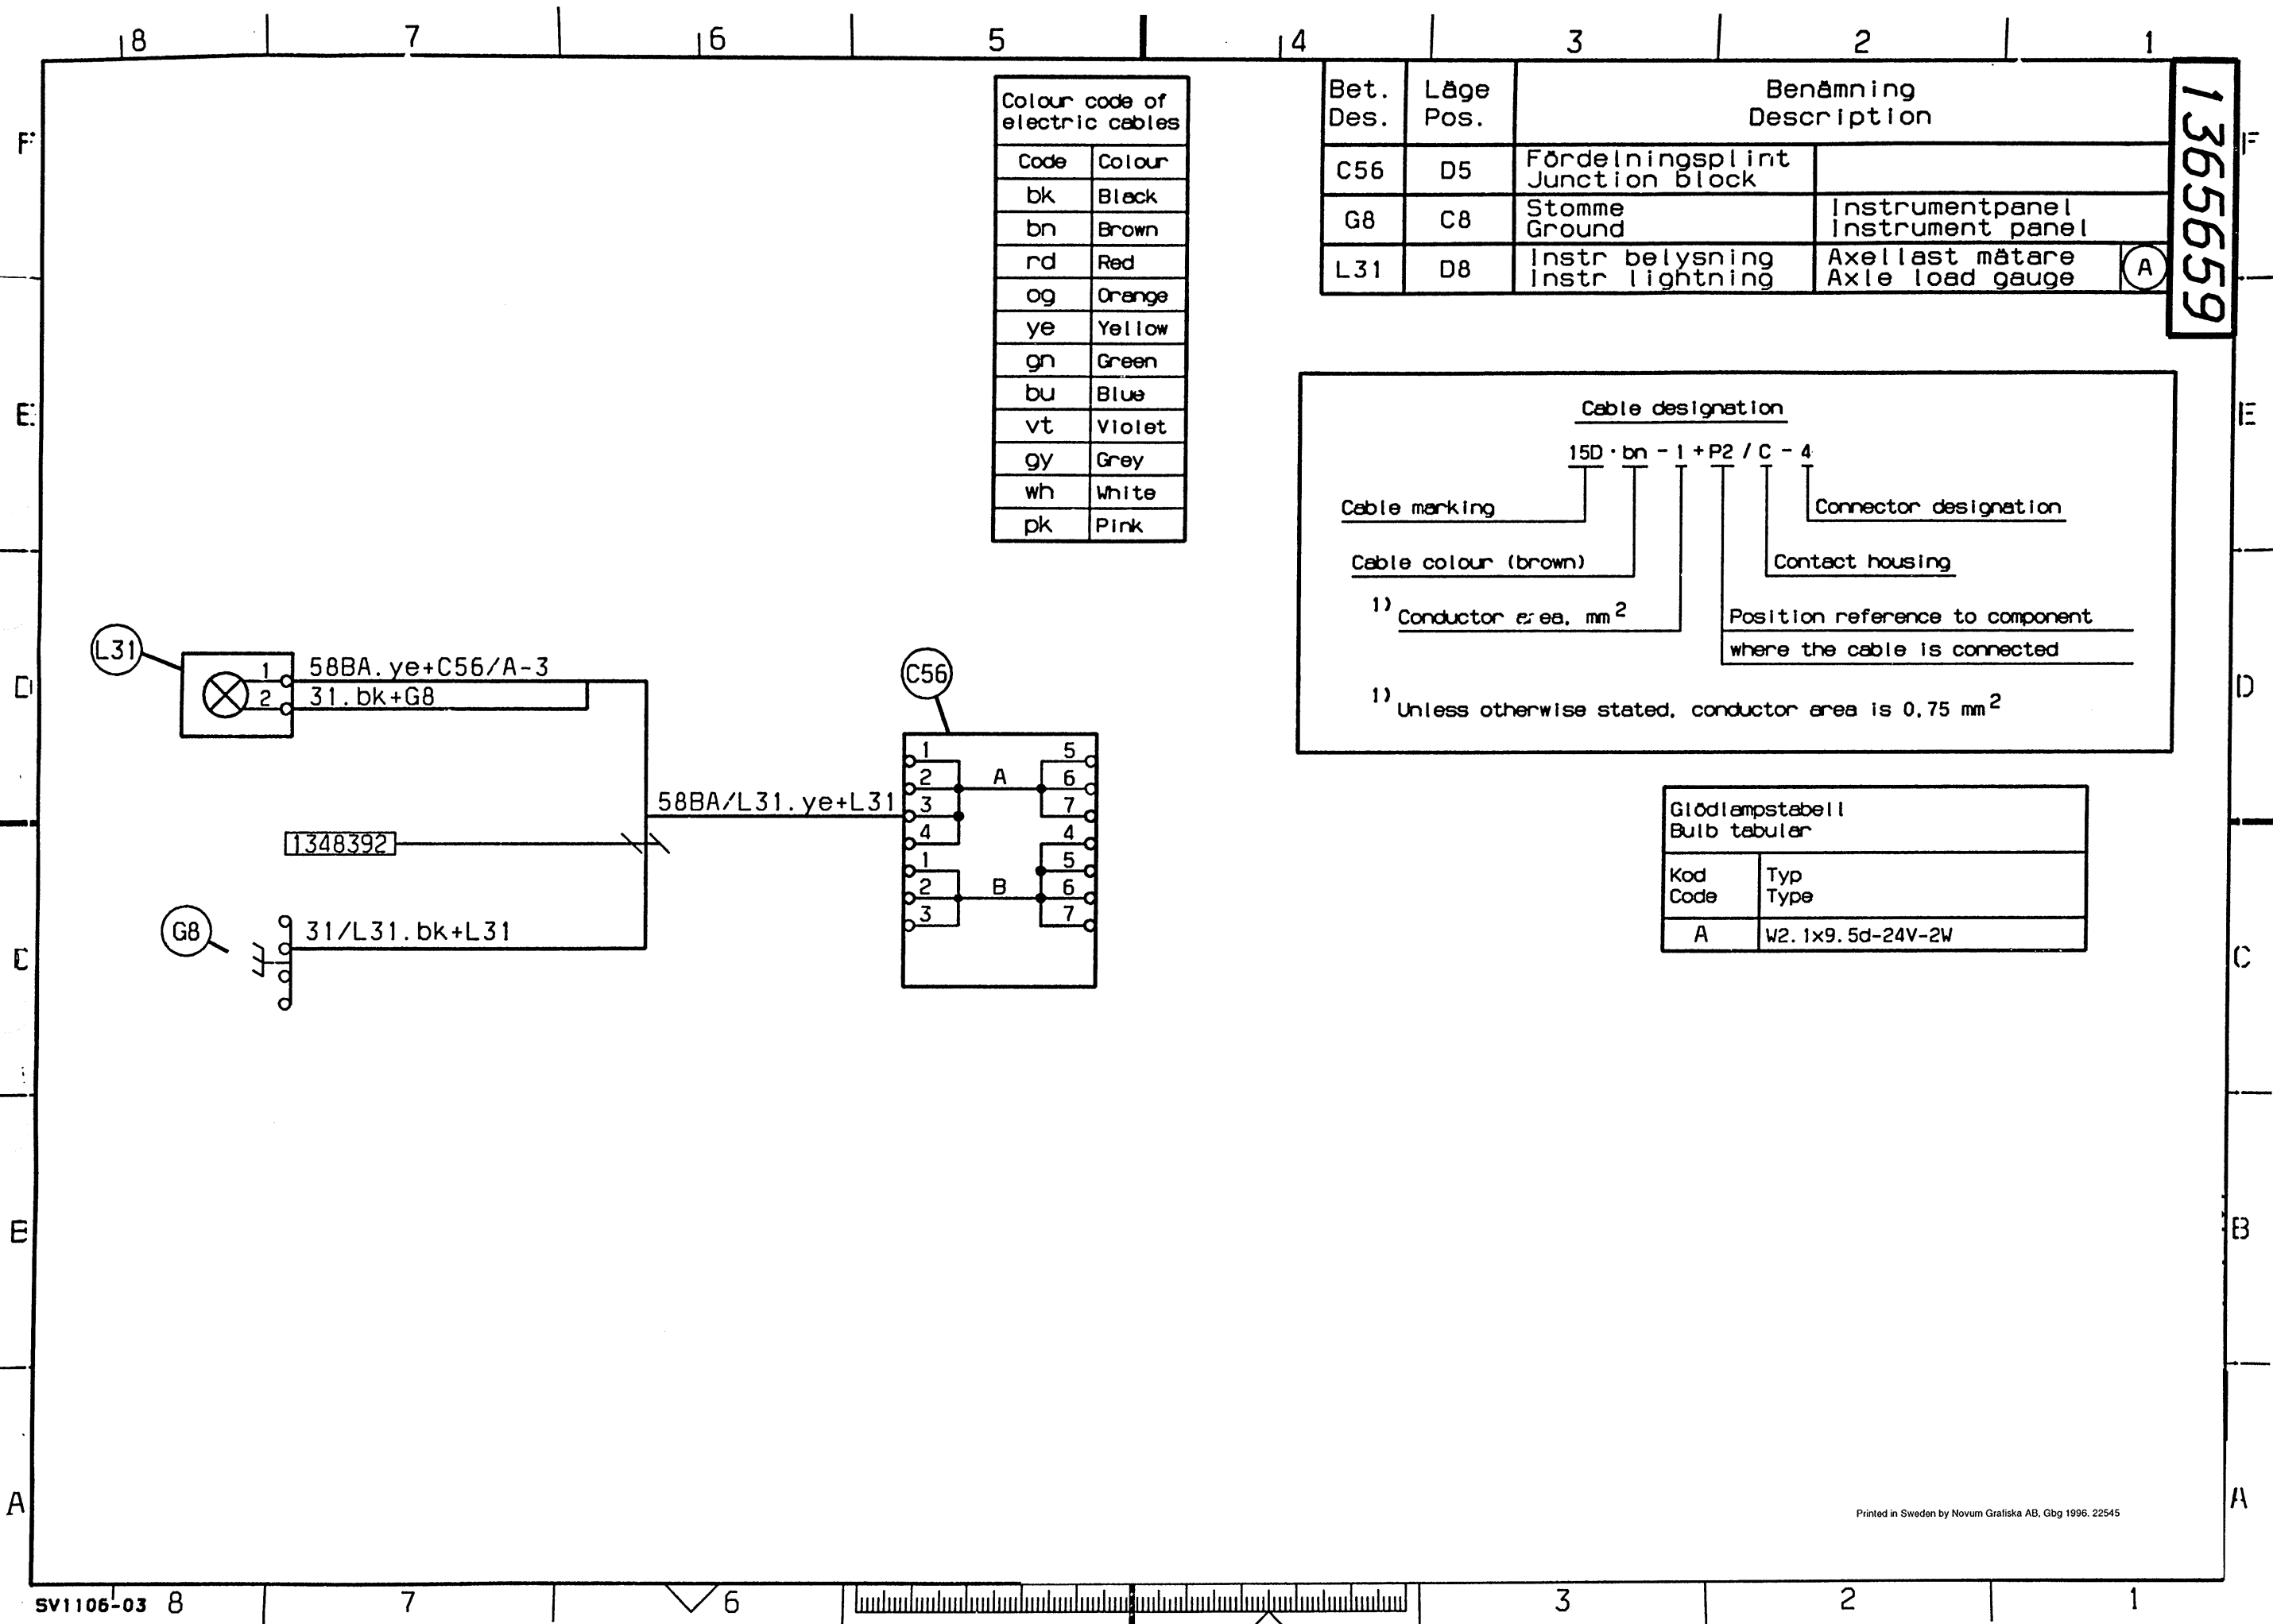 8 7 6 5 4 3 2 1
F
E
D
C
B
A
Colour code of
electric cables
Code Colour
bk Black
bn Brown
rd Red
og Orange
ye Yellow
gn Green
bu Blue
vt Violet
gy Grey
wh White
pk Pink
Bet. Läge Benämning
Des. Pos. Description
C56 D5 Fördelningsplint
Junction block
G8 C8 Stomme Instrumentpanel
Ground Instrument panel
L31 D8 Instr belysning Axellast mätare A
Instr lightning Axle load gauge
1365659
F
E
D
C
B
A
Cable designation
15D·bn-1+P2/C-4
Cable marking
Connector designation
Cable colour (brown)
Contact housing
1) Conductor area, mm2
Position reference to component
where the cable is connected
1) Unless otherwise stated, conductor area is 0,75 mm2
L31
1 58BA.ye+C56/A-3
2 31.bk+G8
C56
1 5
2 A 6
3 7
4 4
1 5
2 B 6
3 7
58BA/L31.ye+L31
1348392
G8
31/L31.bk+L31
Glödlampstabell
Bulb tabular
Kod Typ
Code Type
A W2.1x9.5d-24V-2W
Printed in Sweden by Novum Grafiska AB, Gbg 1996. 22545
SV1106-03 8 7 6 3 2 1